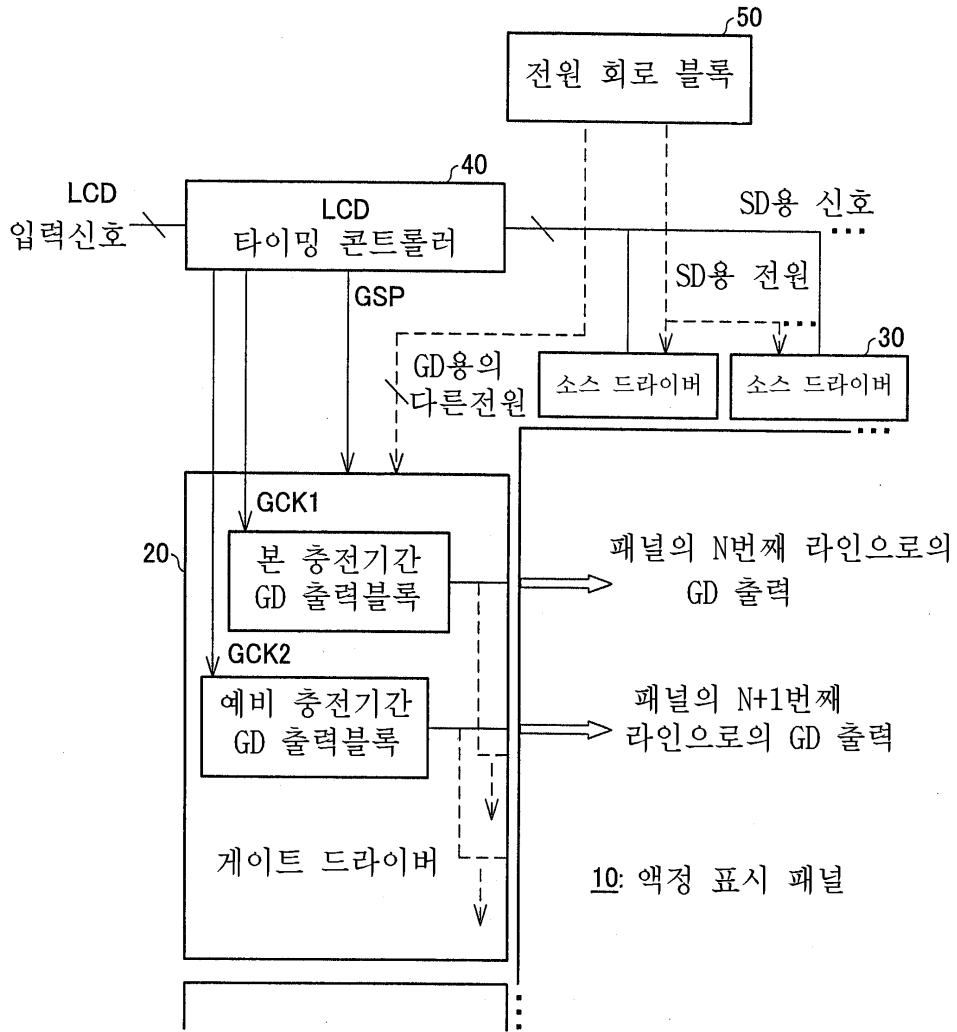 50
전원 회로 블록
40
LCD
입력신호
LCD
타이밍 콘트롤러
SD용 신호
GSP
SD용 전원
30
GD용의
다른전원
소스 드라이버
소스 드라이버
20
GCK1
본 충전기간
GD 출력블록
패널의 N번째 라인으로의
GD 출력
GCK2
예비 충전기간
GD 출력블록
패널의 N+1번째
라인으로의 GD 출력
게이트 드라이버
10: 액정 표시 패널